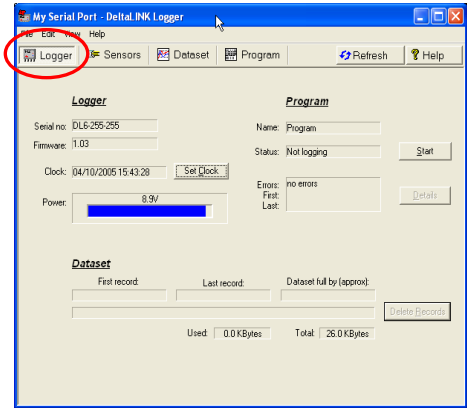 My Serial Port - DeltaLINK Logger
File Edit View Help
Logger Sensors Dataset Program Refresh ? Help
Logger Program
Serial no: DL6-255-255 Name: Program
Firmware: 1.03 Status: Not logging Start
Clock: 04/10/2005 15:43:28 Set Clock
Errors: no errors
First: Details
Last:
Power: 8.9V
Dataset
First record: Last record: Dataset full by (approx):
Delete Records
Used: 0.0 KBytes Total: 26.0 KBytes